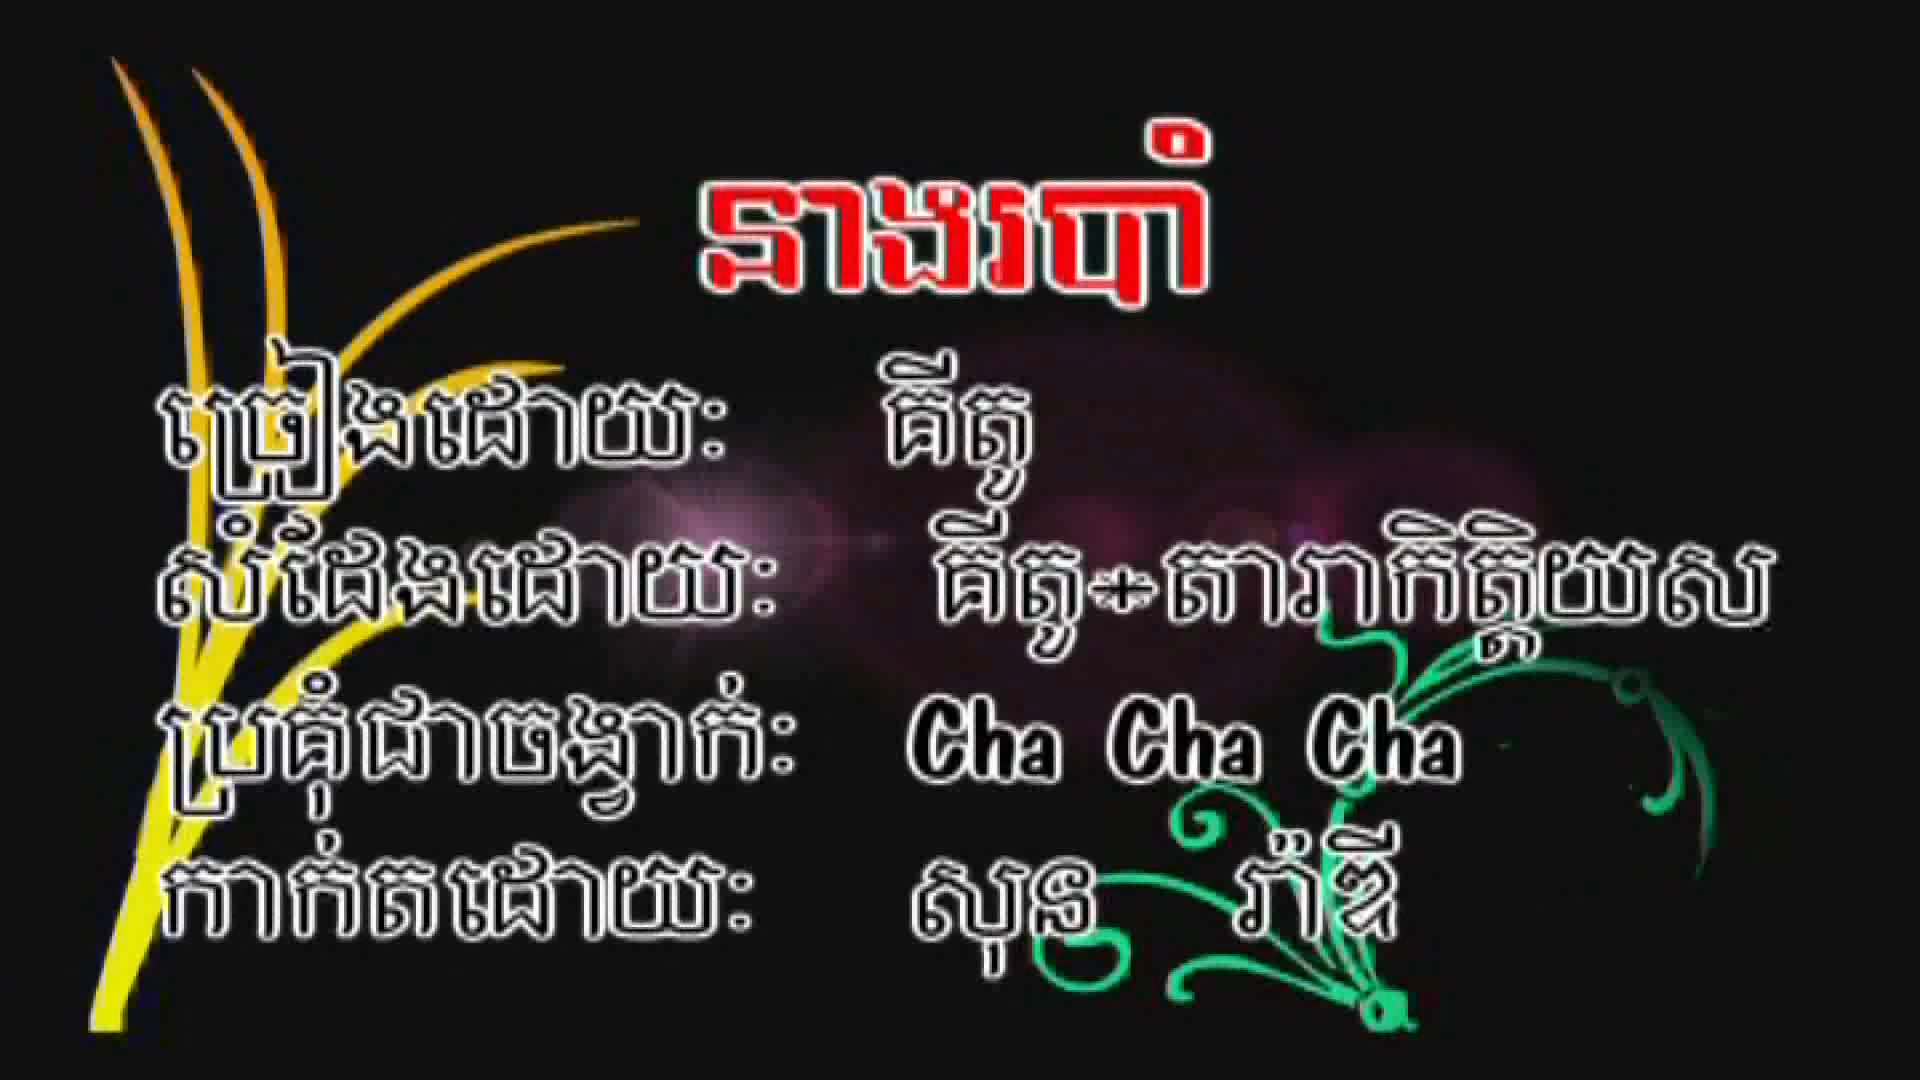 នាងរបាំ
ច្រៀងដោយ: គីតូ
សំដែងដោយ: គីតូ+តារាកិត្តិយស
ប្រគុំជាចង្វាក់: Cha Cha Cha
កាក់តដោយ: សុន រ៉ាឌី